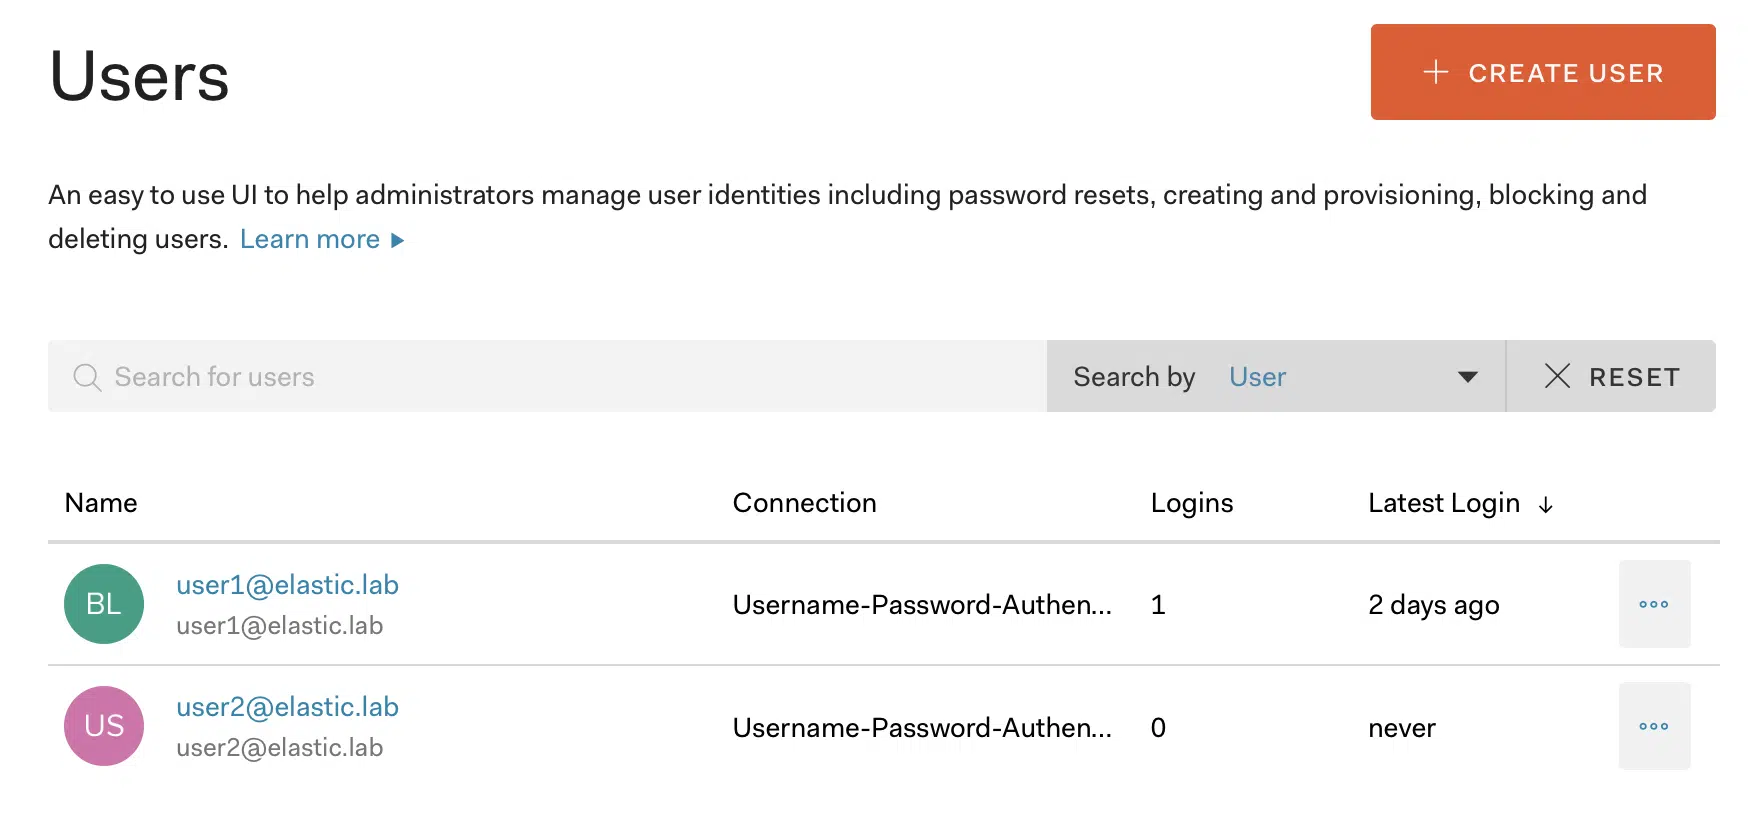 Users
+ CREATE USER
An easy to use UI to help administrators manage user identities including password resets, creating and provisioning, blocking and
deleting users. Learn more ▶
Search for users
Search by User
RESET
Name Connection Logins Latest Login ↓
BL user1@elastic.lab
user1@elastic.lab
Username-Password-Authen... 1 2 days ago
US user2@elastic.lab
user2@elastic.lab
Username-Password-Authen... 0 never